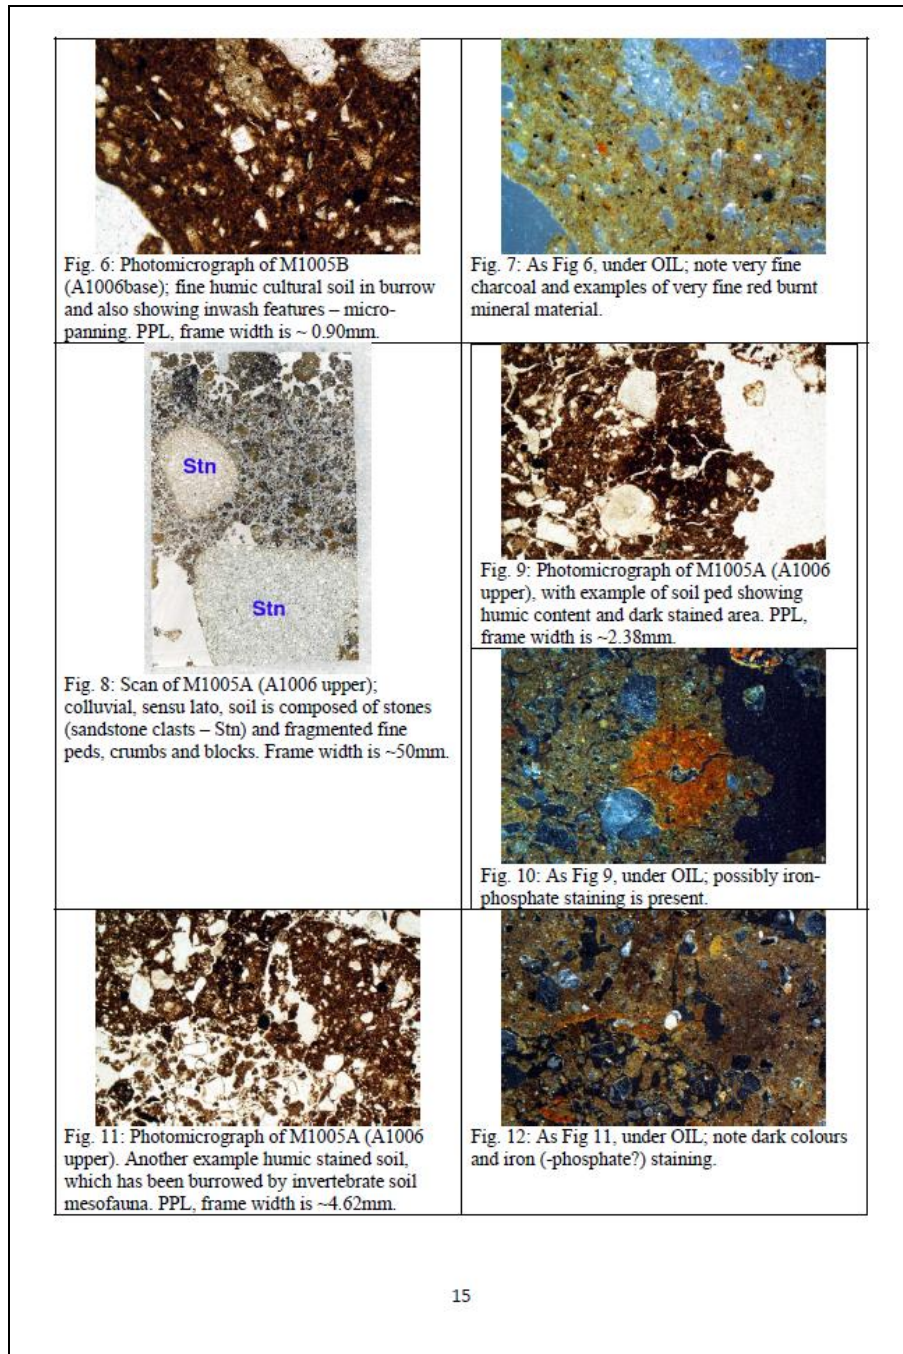 Fig. 6: Photomicrograph of M1005B
(A1006base); fine humic cultural soil in burrow
and also showing inwash features – micro-
panning. PPL, frame width is ~ 0.90mm.
Fig. 7: As Fig 6, under OIL; note very fine
charcoal and examples of very fine red burnt
mineral material.
Stn
Stn
Fig. 8: Scan of M1005A (A1006 upper);
colluvial, sensu lato, soil is composed of stones
(sandstone clasts – Stn) and fragmented fine
peds, crumbs and blocks. Frame width is ~50mm.
Fig. 9: Photomicrograph of M1005A (A1006
upper), with example of soil ped showing
humic content and dark stained area. PPL,
frame width is ~2.38mm.
Fig. 10: As Fig 9, under OIL; possibly iron-
phosphate staining is present.
Fig. 11: Photomicrograph of M1005A (A1006
upper). Another example humic stained soil,
which has been burrowed by invertebrate soil
mesofauna. PPL, frame width is ~4.62mm.
Fig. 12: As Fig 11, under OIL; note dark colours
and iron (-phosphate?) staining.
15